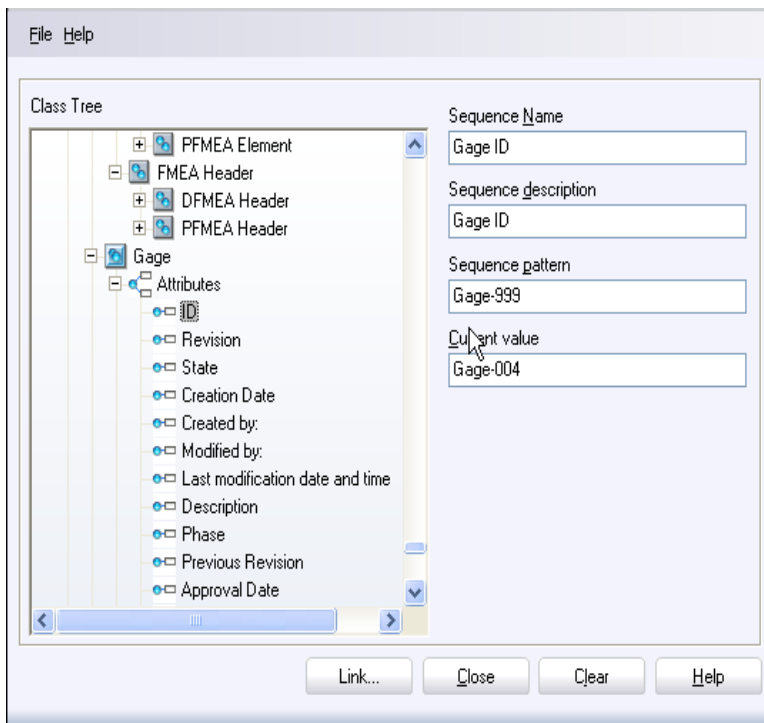 File Help
Class Tree
PFMEA Element
FMEA Header
DFMEA Header
PFMEA Header
Gage
Attributes
ID
Revision
State
Creation Date
Created by:
Modified by:
Last modification date and time
Description
Phase
Previous Revision
Approval Date
Sequence Name
Gage ID
Sequence description
Gage ID
Sequence pattern
Gage-999
Current value
Gage-004
Link... Close Clear Help